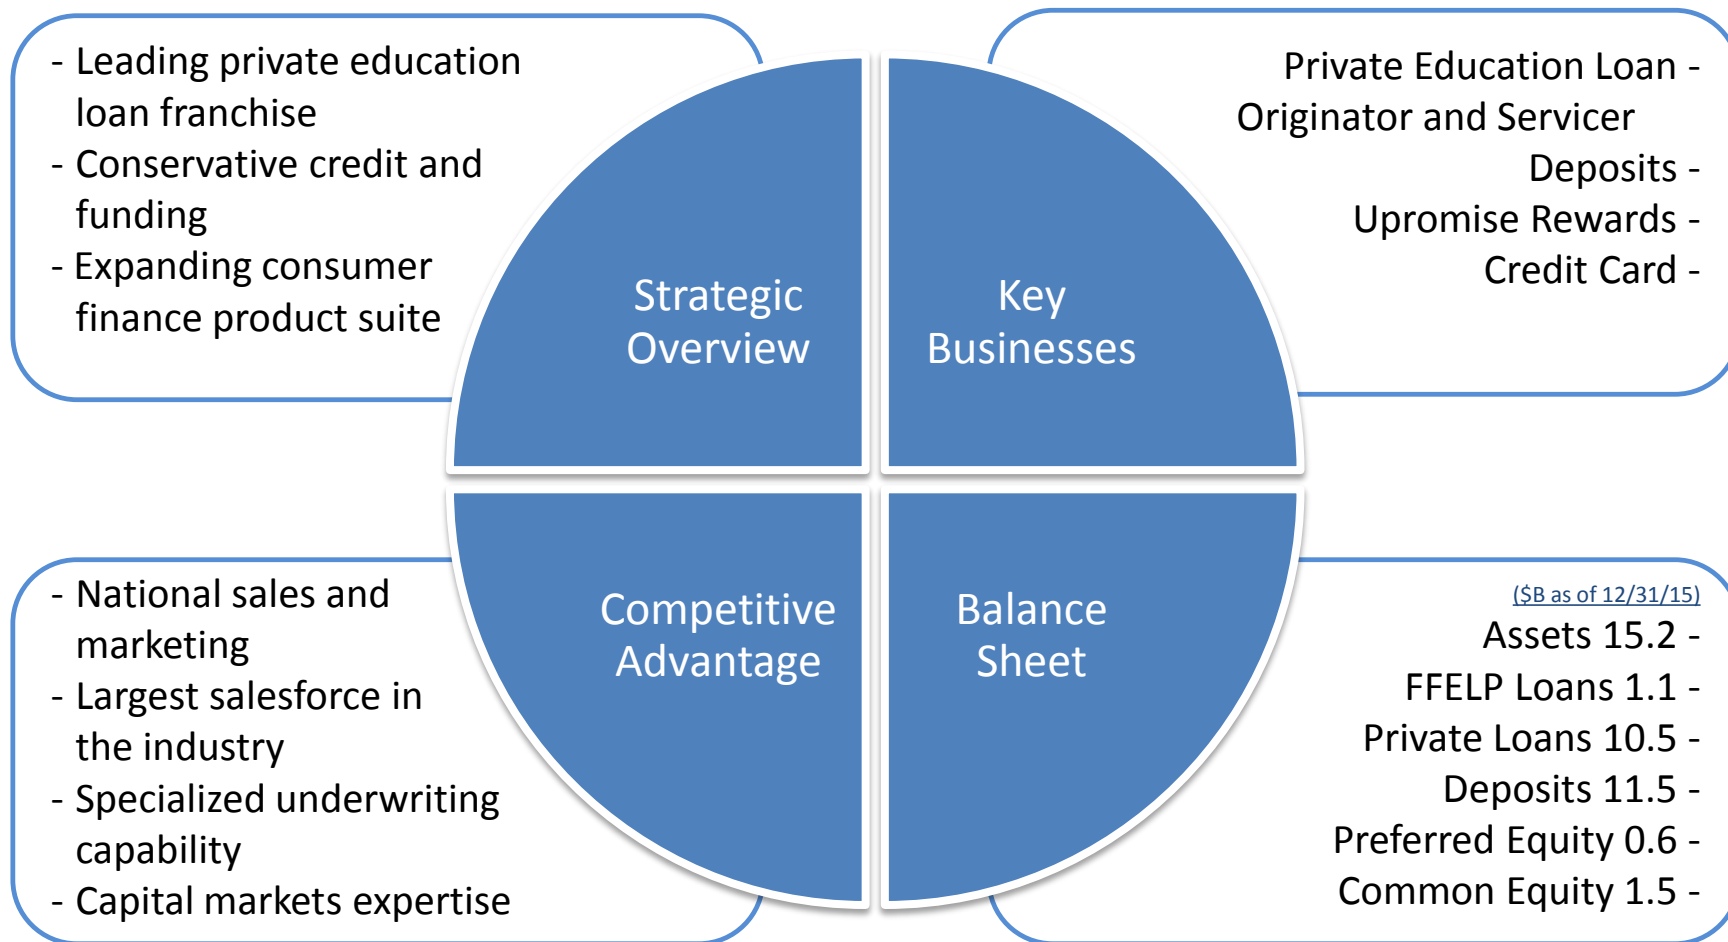 - Leading private education
loan franchise
- Conservative credit and
funding
- Expanding consumer
finance product suite
Private Education Loan -
Originator and Servicer
Deposits -
Upromise Rewards -
Credit Card -
Strategic
Overview
Key
Businesses
Competitive
Advantage
Balance
Sheet
- National sales and
marketing
- Largest salesforce in
the industry
- Specialized underwriting
capability
- Capital markets expertise
($B as of 12/31/15)
Assets 15.2 -
FFELP Loans 1.1 -
Private Loans 10.5 -
Deposits 11.5 -
Preferred Equity 0.6 -
Common Equity 1.5 -